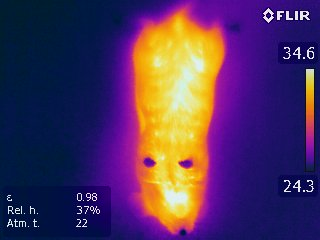 FLIR
34.6
24.3
ε 0.98
Rel. h. 37%
Atm. t. 22